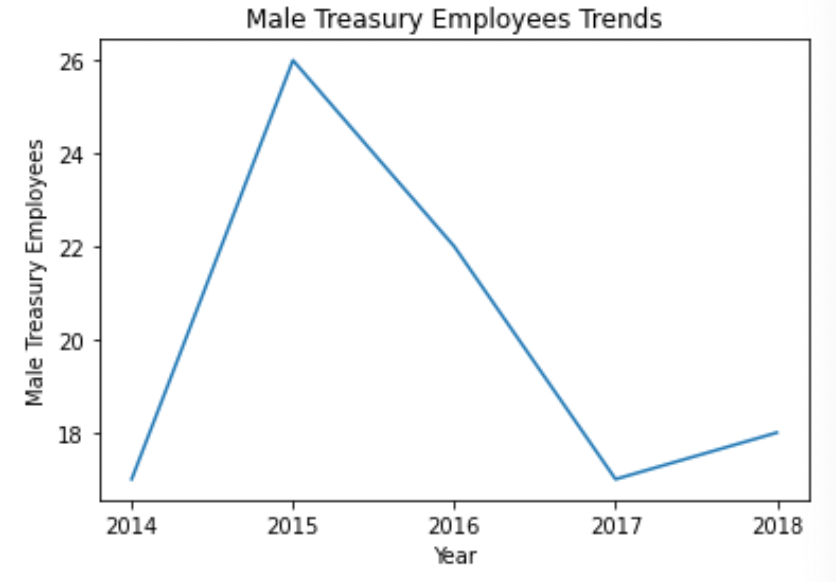 Male Treasury Employees Trends
Male Treasury Employees
26
24
22
20
18
2014 2015 2016 2017 2018
Year